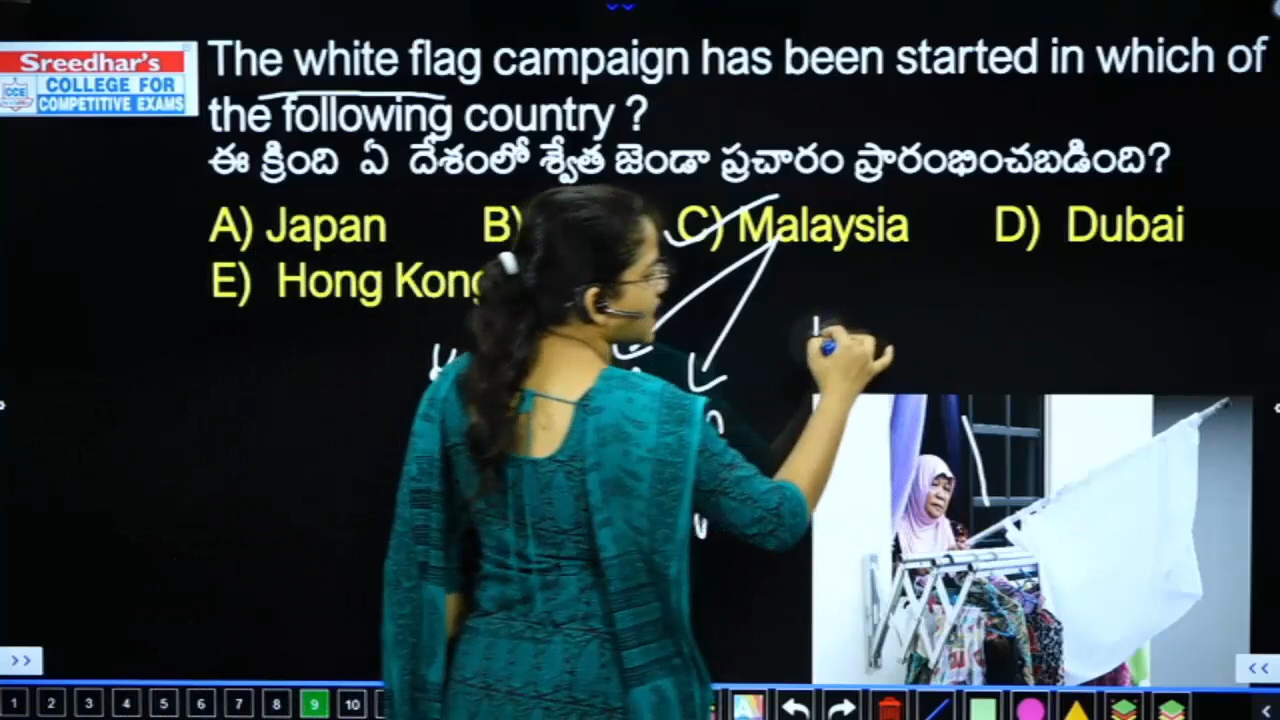 Sreedhar's
CCE
COLLEGE FOR
COMPETITIVE EXAMS
The white flag campaign has been started in which of
the following country ?
ఈ క్రింది ఏ దేశంలో శ్వేత జెండా ప్రచారం ప్రారంభించబడింది?
A) Japan B) C) Malaysia D) Dubai
E) Hong Kong
>> <<
1 2 3 4 5 6 7 8 9 10